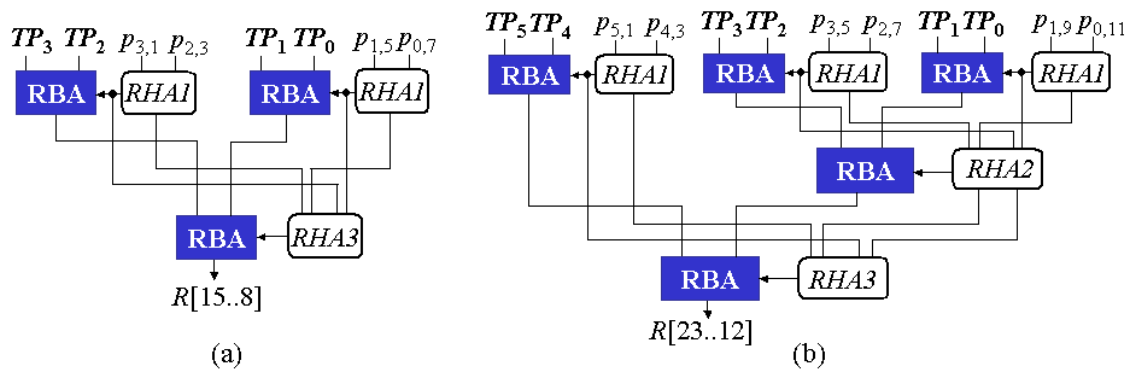 TP3 TP2 p3,1 p2,3 TP1 TP0 p1,5 p0,7
RBA RHA1 RBA RHA1
RBA RHA3
R[15..8]
(a)
TP5 TP4 p5,1 p4,3 TP3 TP2 p3,5 p2,7 TP1 TP0 p1,9 p0,11
RBA RHA1 RBA RHA1 RBA RHA1
RBA RHA2
RBA RHA3
R[23..12]
(b)